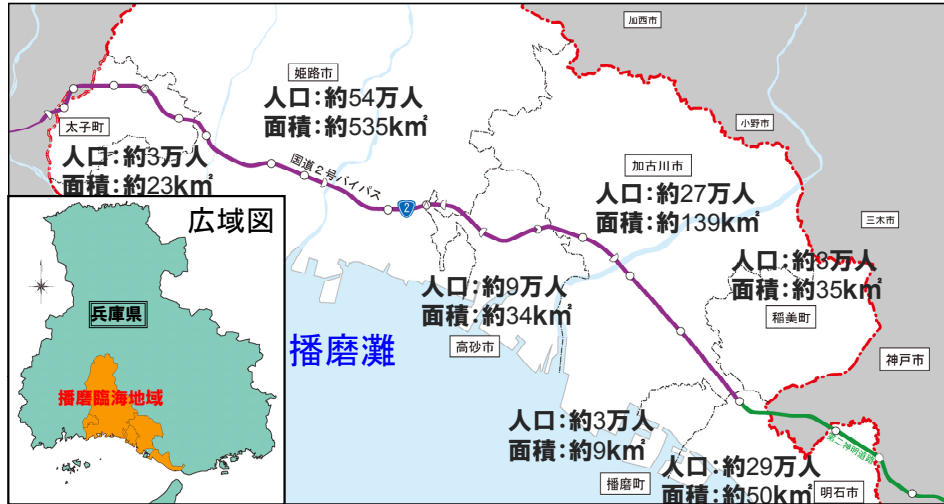 加西市
姫路市
人口：約54万人
面積：約535k㎡
小野市
太子町
人口：約3万人
面積：約23k㎡
国道２号バイパス
2
加古川市
人口：約27万人
面積：約139k㎡
三木市
広域図
兵庫県
播磨臨海地域
人口：約9万人
面積：約34k㎡
高砂市
播磨灘
人口：約3万人
面積：約35k㎡
稲美町
神戸市
人口：約3万人
面積：約9k㎡
播磨町
第二神明道路
人口：約29万人
面積：約50k㎡
明石市